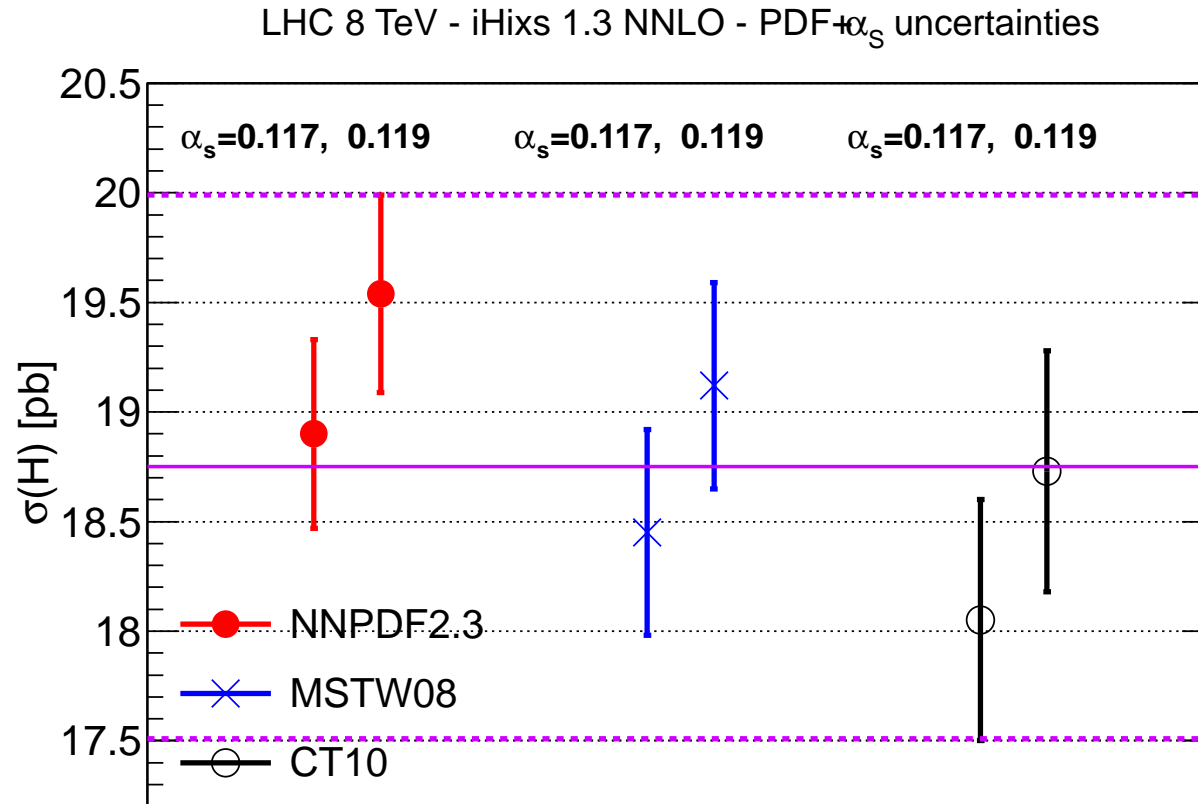 LHC 8 TeV - iHixs 1.3 NNLO - PDF+αS uncertainties
20.5
αs=0.117, 0.119 αs=0.117, 0.119 αs=0.117, 0.119
20
19.5
19
σ(H) [pb]
18.5
18
NNPDF2.3
MSTW08
17.5
CT10